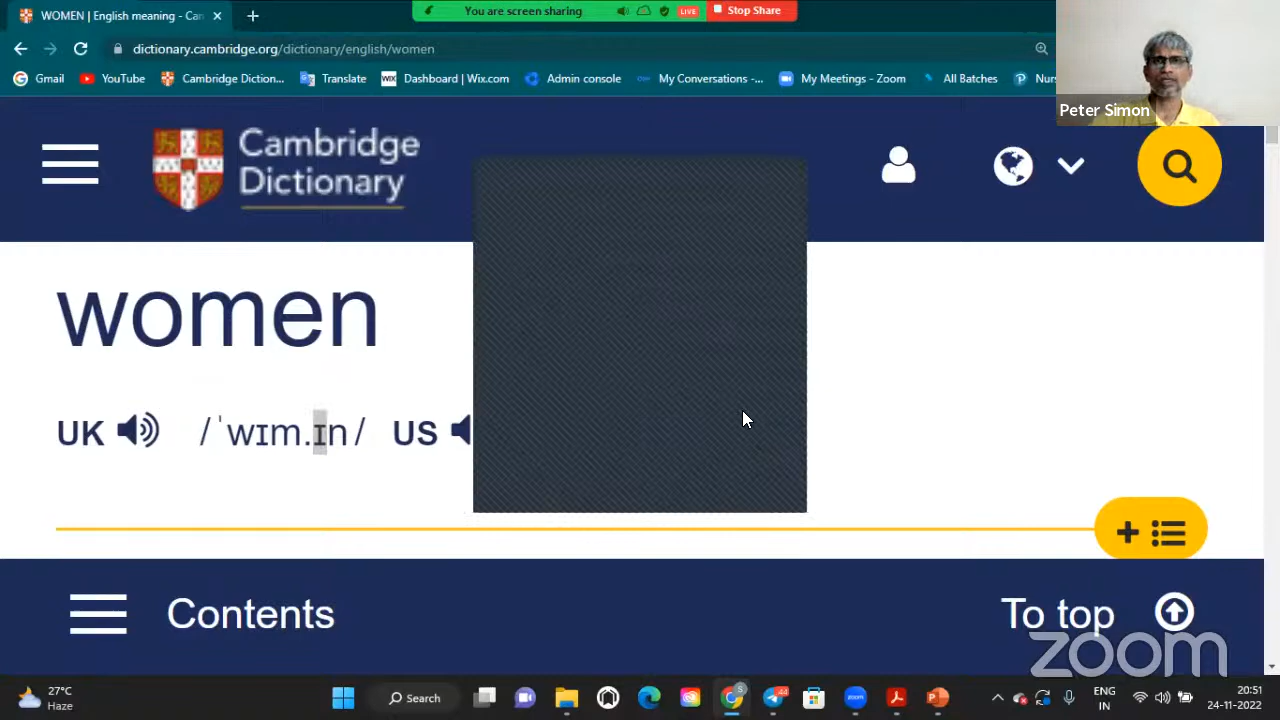 WOMEN | English meaning - Can
You are screen sharing
LIVE
Stop Share
dictionary.cambridge.org/dictionary/english/women
Gmail
YouTube
Cambridge Diction...
Translate
WIX
Dashboard | Wix.com
Admin console
My Conversations -...
My Meetings - Zoom
All Batches
Nurs
Peter Simon
Cambridge
Dictionary
women
UK /ˈwɪm.ɪn/ US
Contents
To top
zoom
27°C
Haze
Search
ENG
IN
20:51
24-11-2022